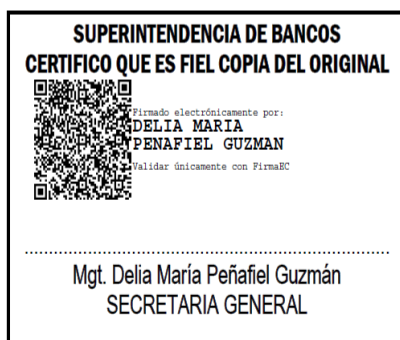 SUPERINTENDENCIA DE BANCOS
CERTIFICO QUE ES FIEL COPIA DEL ORIGINAL
Firmado electrónicamente por:
DELIA MARIA
PENAFIEL GUZMAN
Validar únicamente con FirmaEC
Mgt. Delia María Peñafiel Guzmán
SECRETARIA GENERAL